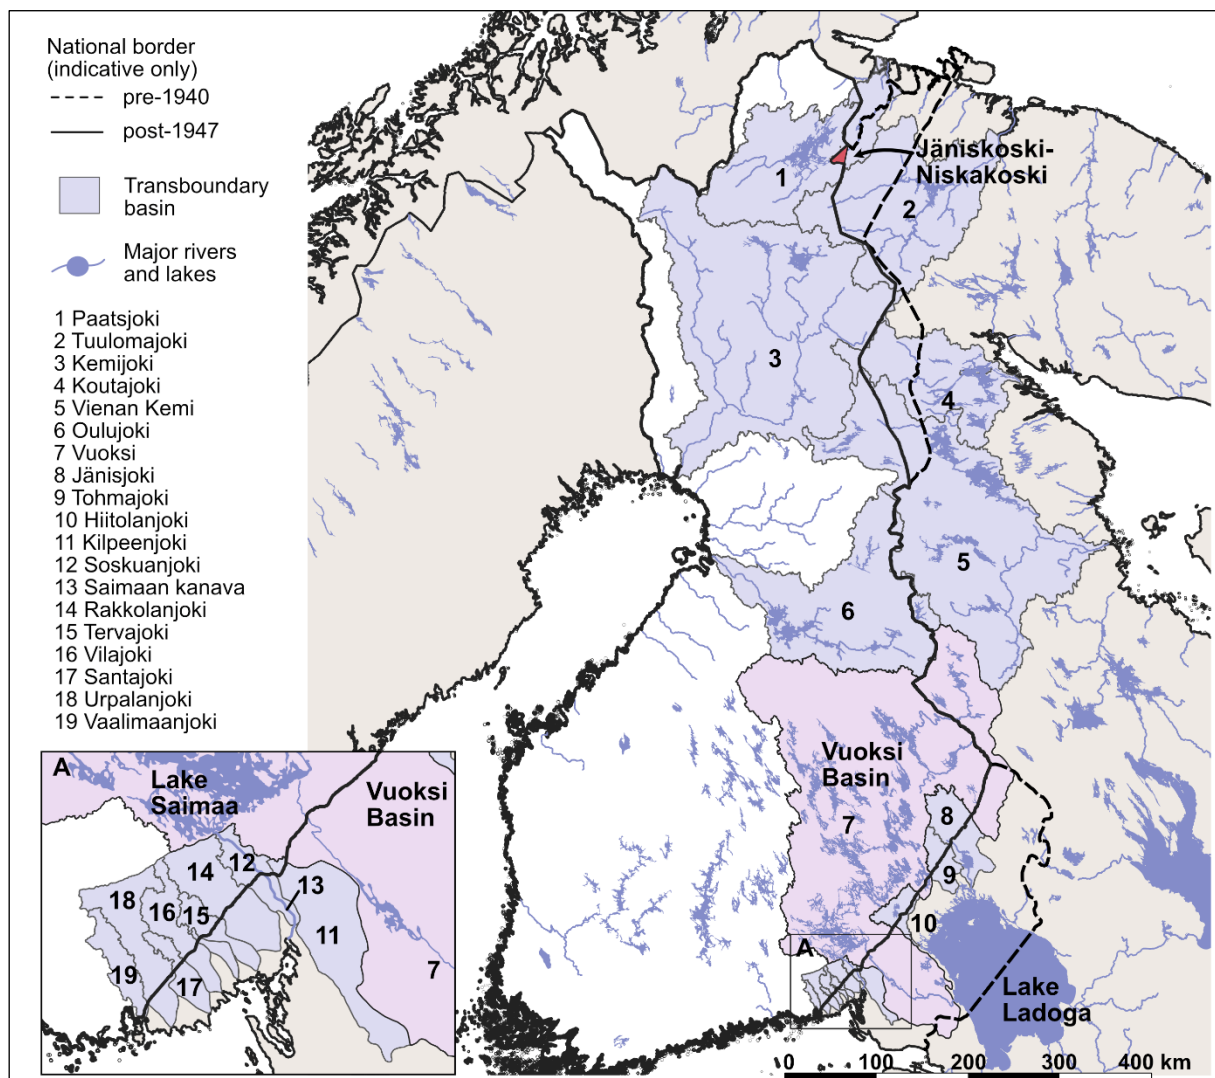 National border
(indicative only)
pre-1940
post-1947
Transboundary
basin
Major rivers
and lakes
1 Paatsjoki
2 Tuulomajoki
3 Kemijoki
4 Koutajoki
5 Vienan Kemi
6 Oulujoki
7 Vuoksi
8 Jänisjoki
9 Tohmajoki
10 Hiitolanjoki
11 Kilpeenjoki
12 Soskuanjoki
13 Saimaan kanava
14 Rakkolanjoki
15 Tervajoki
16 Vilajoki
17 Santajoki
18 Urpalanjoki
19 Vaalimaanjoki
Jäniskoski-
Niskakoski
1
2
3
4
5
6
Vuoksi
Basin
7
8
9
10
A
Lake
Ladoga
0 100 200 300 400 km
A
Lake
Saimaa
Vuoksi
Basin
14
12
13
18
16
15
11
19
17
7